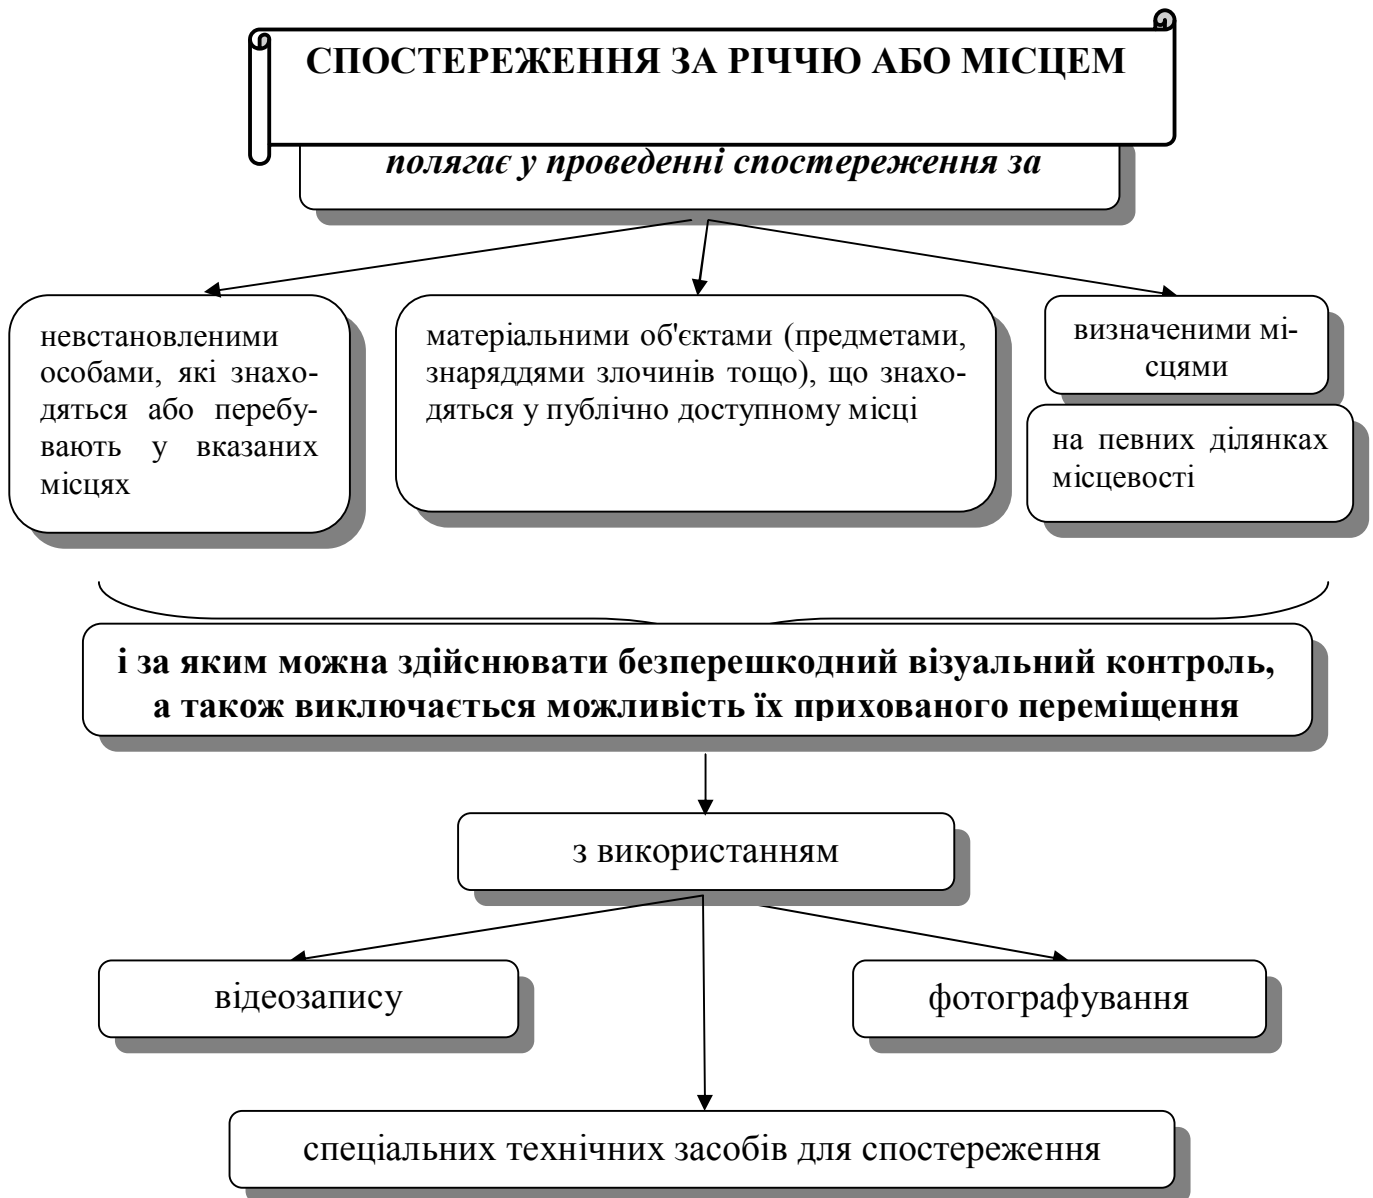 СПОСТЕРЕЖЕННЯ ЗА РІЧЧЮ АБО МІСЦЕМ
полягає у проведенні спостереження за
невстановленими
особами, які знахо-
дяться або перебу-
вають у вказаних
місцях
матеріальними об'єктами (предметами,
знаряддями злочинів тощо), що знахо-
дяться у публічно доступному місці
визначеними мі-
сцями
на певних ділянках
місцевості
і за яким можна здійснювати безперешкодний візуальний контроль,
а також виключається можливість їх прихованого переміщення
з використанням
відеозапису
фотографування
спеціальних технічних засобів для спостереження